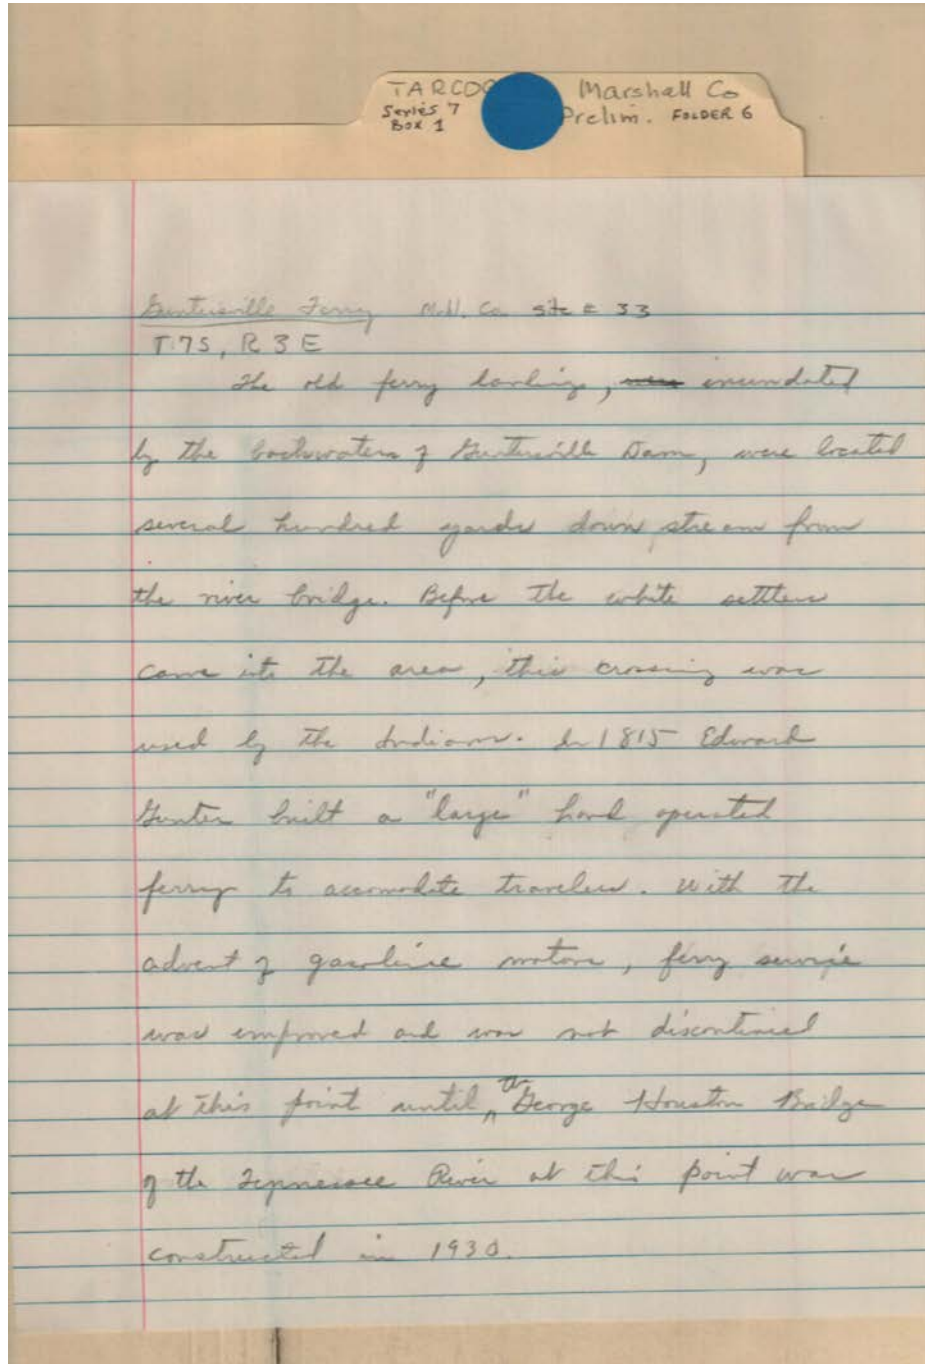 TARCOG Marshall Co
Series 7 Prelim. FOLDER 6
BOX 1
Guntersville Ferry Mshl. Co. site # 33
T.7S, R3E
The old ferry landings, were inundated
by the backwaters of Guntersville Dam, were located
several hundred yards down stream from
the river bridge. Before the white settlers
came into the area, this crossing was
used by the Indians. In 1815 Edward
Gunter built a "large" hand operated
ferry to accomodate travelers. With the
advent of gasoline motors, ferry service
was improved and was not discontinued
at this point until the George Houston Bridge
of the Tennessee River at this point was
constructed in 1930.